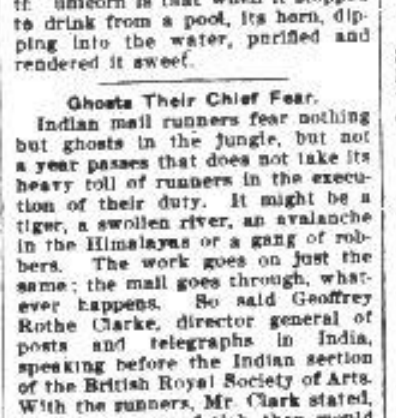 unicorn is that when it stopped
to drink from a pool, its horn, dip-
ping into the water, purified and
rendered it sweet.
Ghosts Their Chief Fear.
Indian mail runners fear nothing
but ghosts in the jungle, but not
a year passes that does not take its
heavy toll of runners in the execu-
tion of their duty. It might be a
tiger, a swollen river, an avalanche
in the Himalayas or a gang of rob-
bers. The work goes on just the
same; the mail goes through, what-
ever happens. So said Geoffrey
Rothe Clarke, director general of
posts and telegraphs in India,
speaking before the Indian section
of the British Royal Society of Arts.
With the runners, Mr. Clark stated,